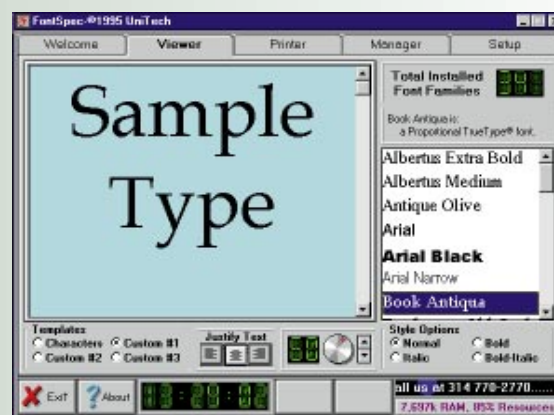 FontSpec-©1995 UniTech
Welcome
Viewer
Printer
Manager
Setup
Sample
Type
Total Installed
Font Families
Book Antiqua is:
a Proportional TrueType® font.
Albertus Extra Bold
Albertus Medium
Antique Olive
Arial
Arial Black
Arial Narrow
Book Antiqua
Templates
Characters
Custom #1
Custom #2
Custom #3
Justify Text
Style Options
Normal
Bold
Italic
Bold-Italic
Exit
About
all us at 314 770-2770......
7,697k RAM, 85% Resources